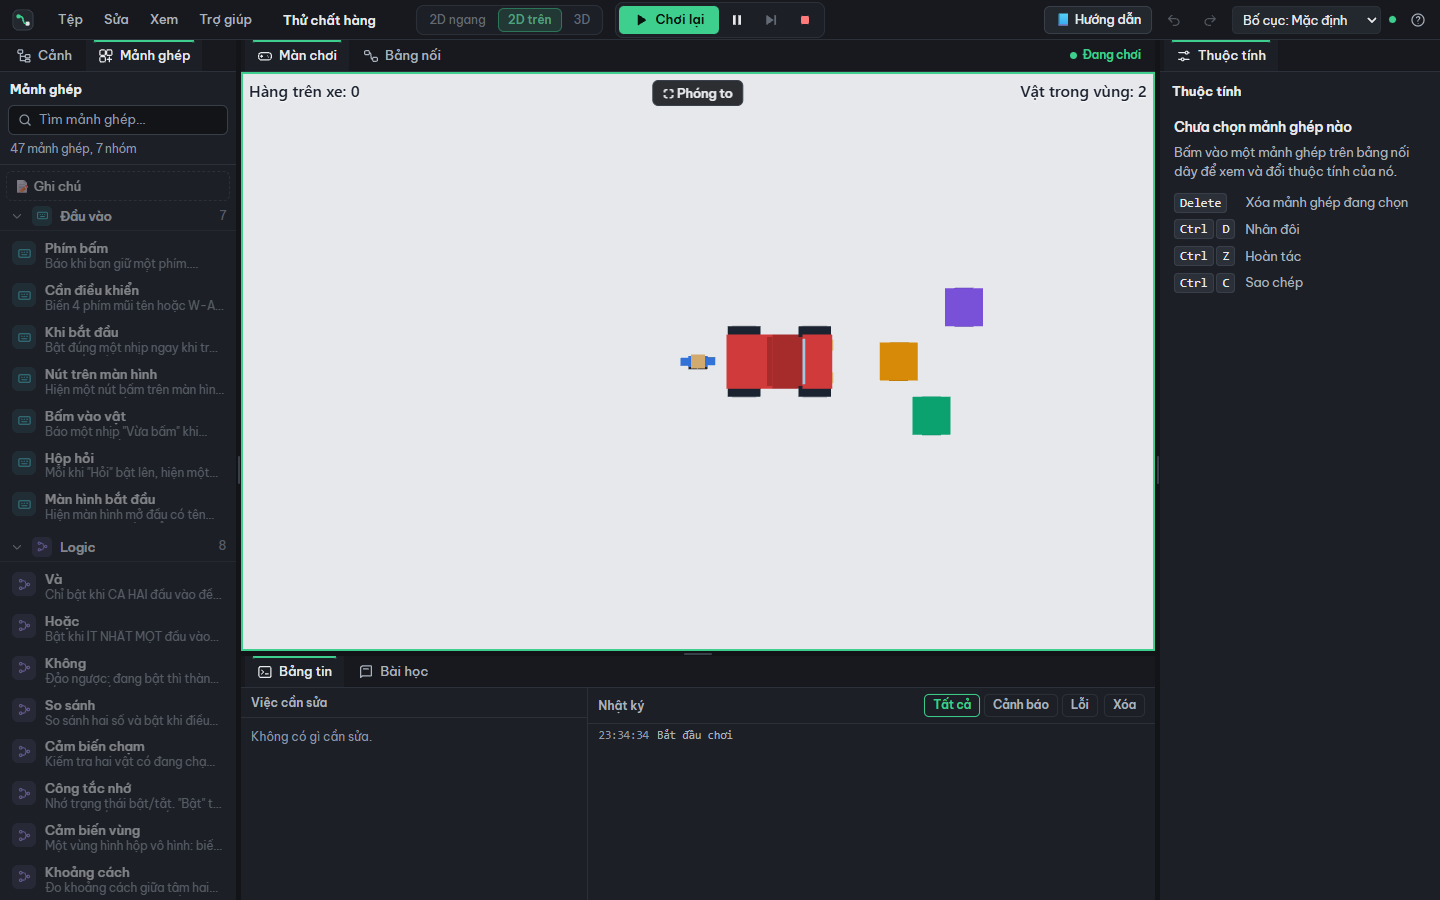 Tệp Sửa Xem Trợ giúp Thử chất hàng 2D ngang 2D trên 3D Chơi lại Hướng dẫn Bố cục: Mặc định
Cảnh Mảnh ghép
Mảnh ghép
Tìm mảnh ghép...
47 mảnh ghép, 7 nhóm
Ghi chú
Đầu vào 7
Phím bấm
Báo khi bạn giữ một phím....
Cần điều khiển
Biến 4 phím mũi tên hoặc W-A...
Khi bắt đầu
Bật đúng một nhịp ngay khi tr...
Nút trên màn hình
Hiện một nút bấm trên màn hìn...
Bấm vào vật
Báo một nhịp "Vừa bấm" khi...
Hộp hỏi
Mỗi khi "Hỏi" bật lên, hiện một...
Màn hình bắt đầu
Hiện màn hình mở đầu có tên...
Logic 8
Và
Chỉ bật khi CẢ HAI đầu vào đề...
Hoặc
Bật khi ÍT NHẤT MỘT đầu vào...
Không
Đảo ngược: đang bật thì thàn...
So sánh
So sánh hai số và bật khi điều...
Cảm biến chạm
Kiểm tra hai vật có đang chạ...
Công tắc nhớ
Nhớ trạng thái bật/tắt. "Bật" t...
Cảm biến vùng
Một vùng hình hộp vô hình: biế...
Khoảng cách
Đo khoảng cách giữa tâm hai...
Màn chơi Bảng nối Đang chơi
Hàng trên xe: 0 Phóng to Vật trong vùng: 2
Bảng tin Bài học
Việc cần sửa
Không có gì cần sửa.
Nhật ký Tất cả Cảnh báo Lỗi Xóa
23:34:34 Bắt đầu chơi
Thuộc tính
Thuộc tính
Chưa chọn mảnh ghép nào
Bấm vào một mảnh ghép trên bảng nối
dây để xem và đổi thuộc tính của nó.
Delete Xóa mảnh ghép đang chọn
Ctrl D Nhân đôi
Ctrl Z Hoàn tác
Ctrl C Sao chép